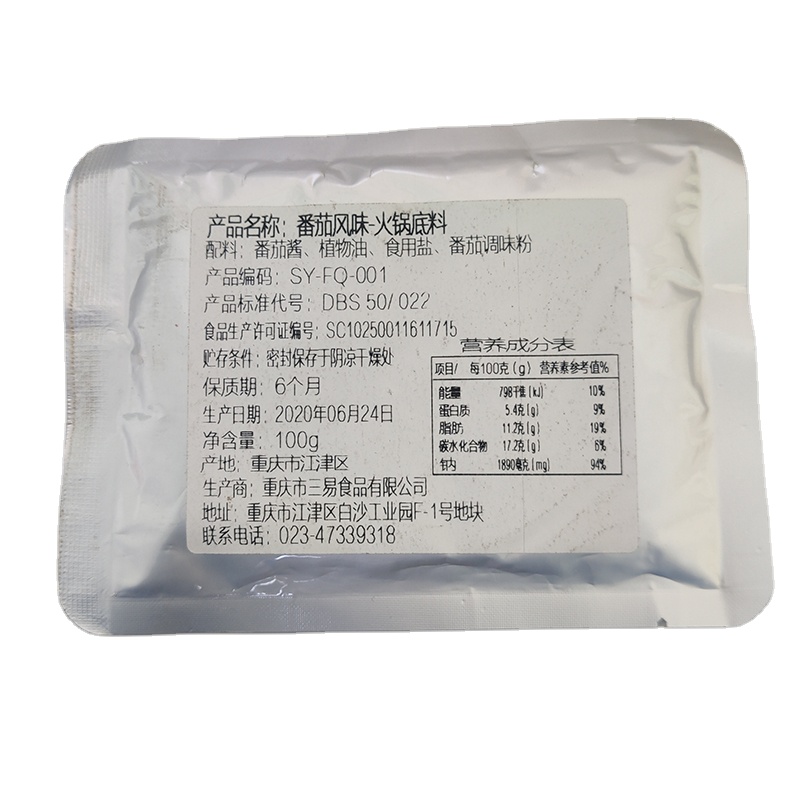 产品名称：番茄风味-火锅底料
配料：番茄酱、植物油、食用盐、番茄调味粉
产品编码：SY-FQ-001
产品标准代号：DBS 50/ 022
食品生产许可证编号：SC10250011611715
贮存条件：密封保存于阴凉干燥处
保质期：6个月
生产日期：2020年06月24日
净含量：100g
产地：重庆市江津区
生产商：重庆市三易食品有限公司
地址：重庆市江津区白沙工业园F-1号地块
联系电话：023-47339318
营养成分表
项目/ 每100克(g) 营养素参考值%
能量 798千焦(kJ) 10%
蛋白质 5.4克(g) 9%
脂肪 11.2克(g) 19%
碳水化合物 17.2克(g) 6%
钠 1890毫克(mg) 94%